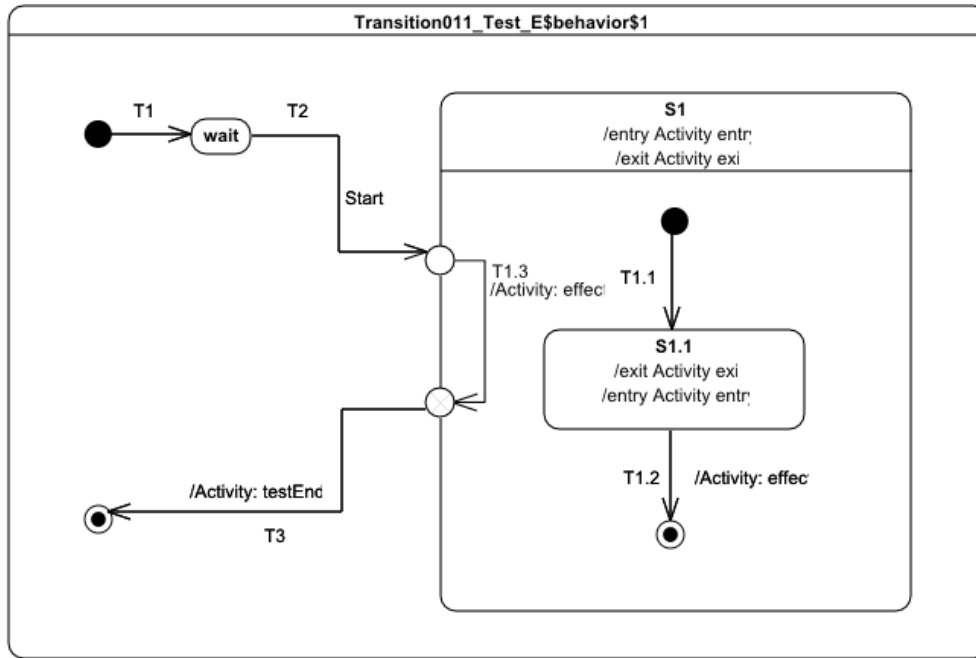 Transition011_Test_E$behavior$1
T1
T2
wait
Start
S1
/entry Activity entry
/exit Activity exi
T1.3
/Activity: effect
T1.1
S1.1
/exit Activity exi
/entry Activity entry
T1.2
/Activity: effect
/Activity: testEnd
T3